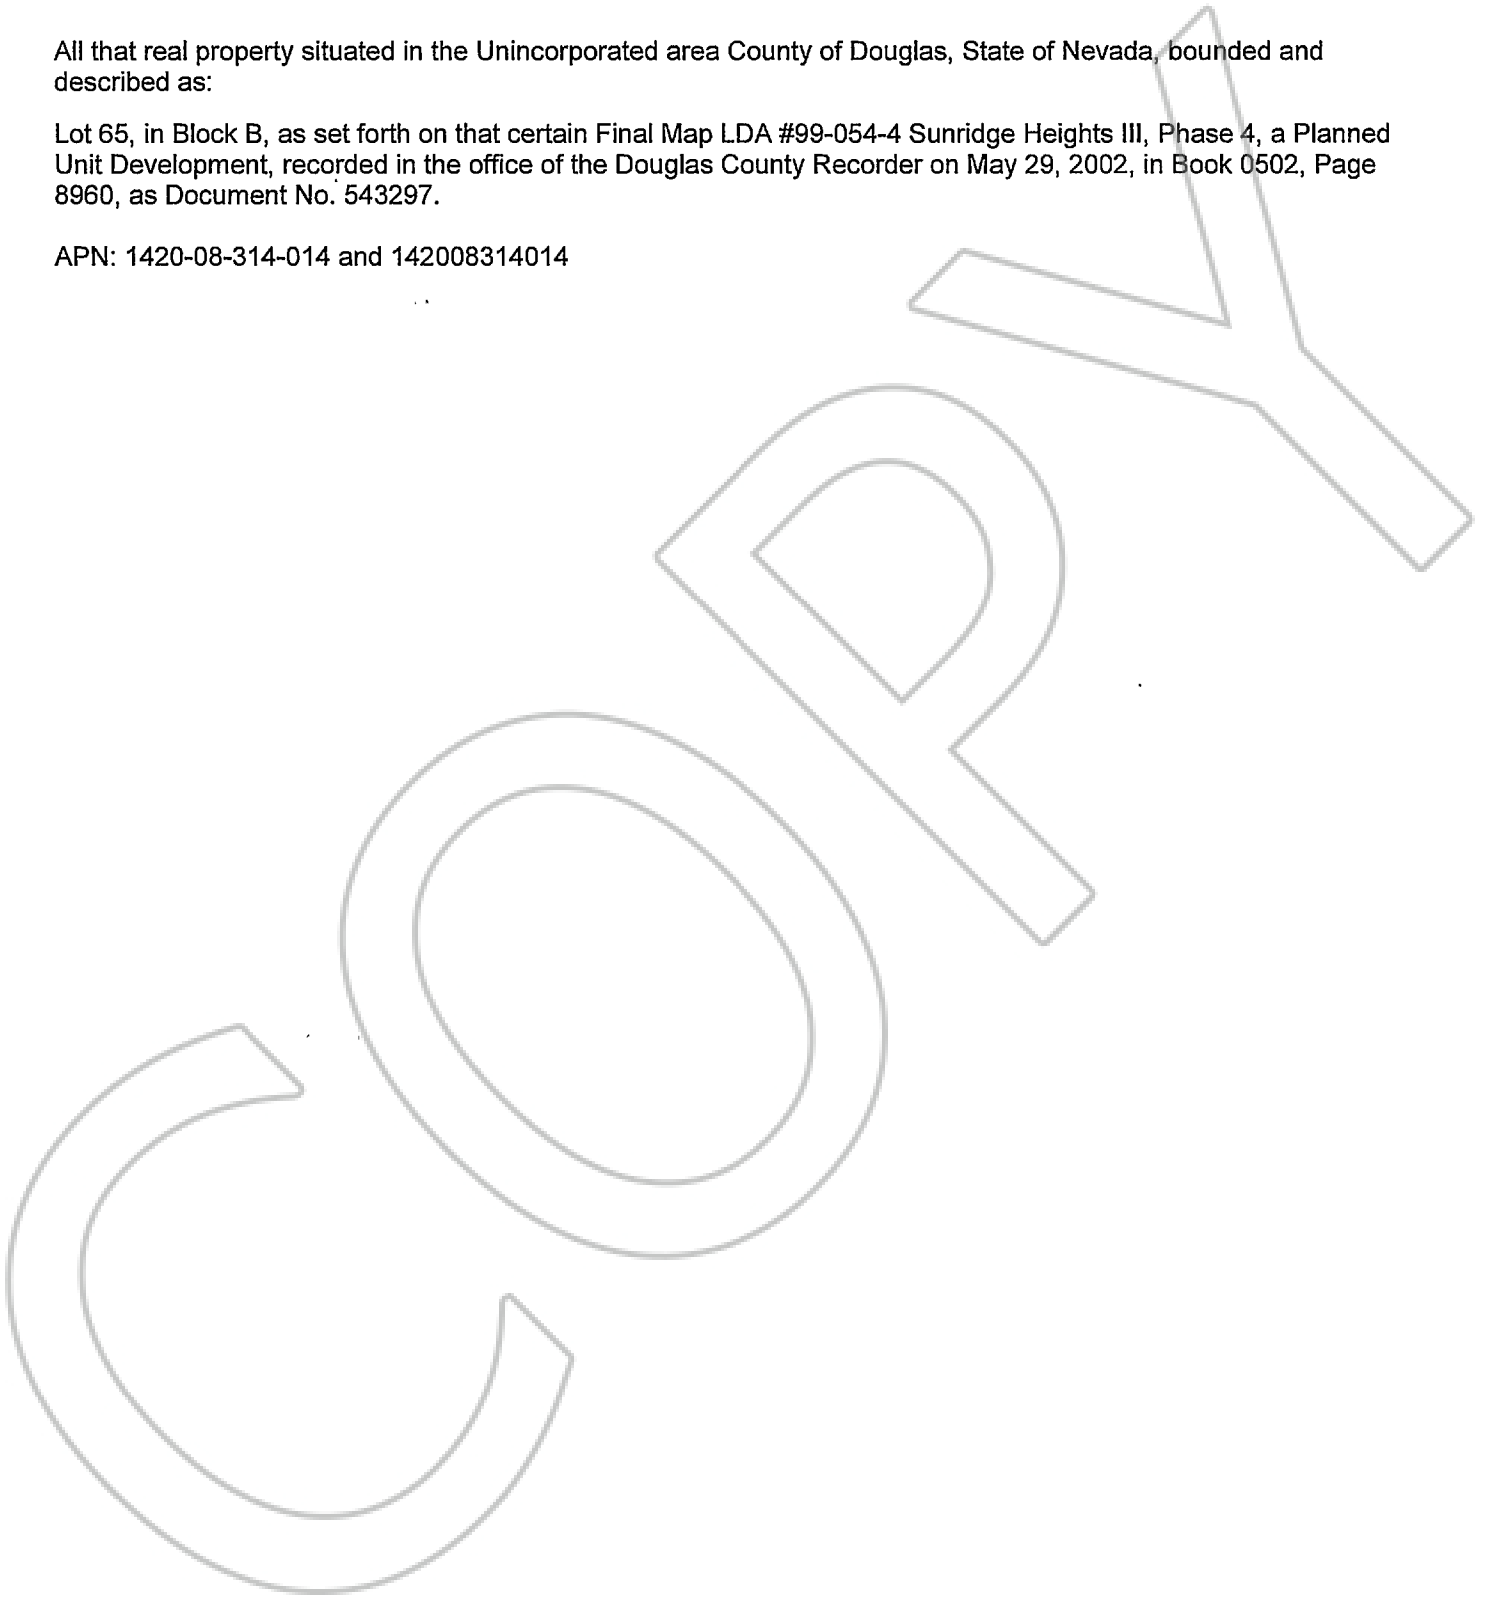 All that real property situated in the Unincorporated area County of Douglas, State of Nevada, bounded and
described as:
Lot 65, in Block B, as set forth on that certain Final Map LDA #99-054-4 Sunridge Heights III, Phase 4, a Planned
Unit Development, recorded in the office of the Douglas County Recorder on May 29, 2002, in Book 0502, Page
8960, as Document No. 543297.
APN: 1420-08-314-014 and 142008314014
COPY